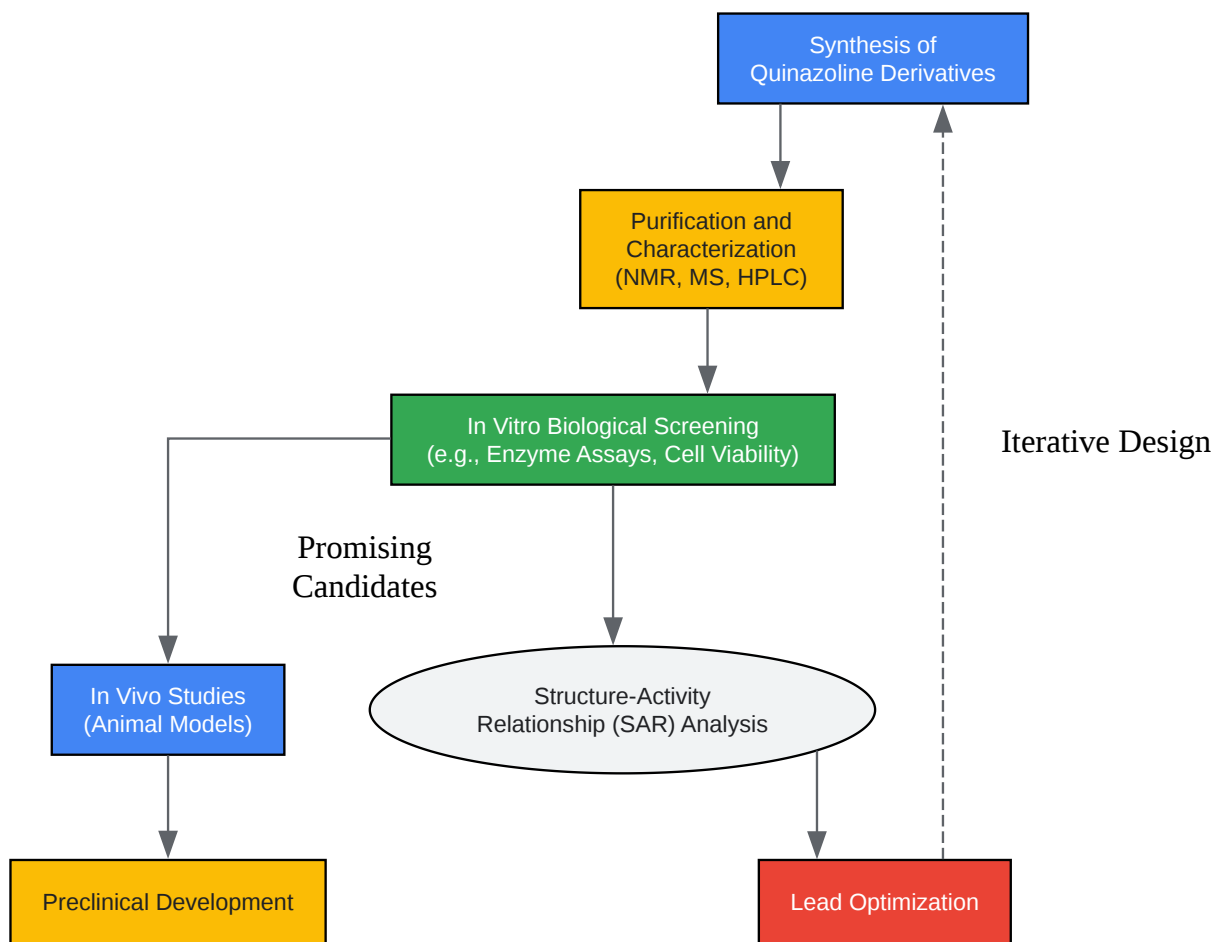 Synthesis of
Quinazoline Derivatives
Purification and
Characterization
(NMR, MS, HPLC)
In Vitro Biological Screening
(e.g., Enzyme Assays, Cell Viability)
Iterative Design
Promising
Candidates
In Vivo Studies
(Animal Models)
Structure-Activity
Relationship (SAR) Analysis
Preclinical Development
Lead Optimization